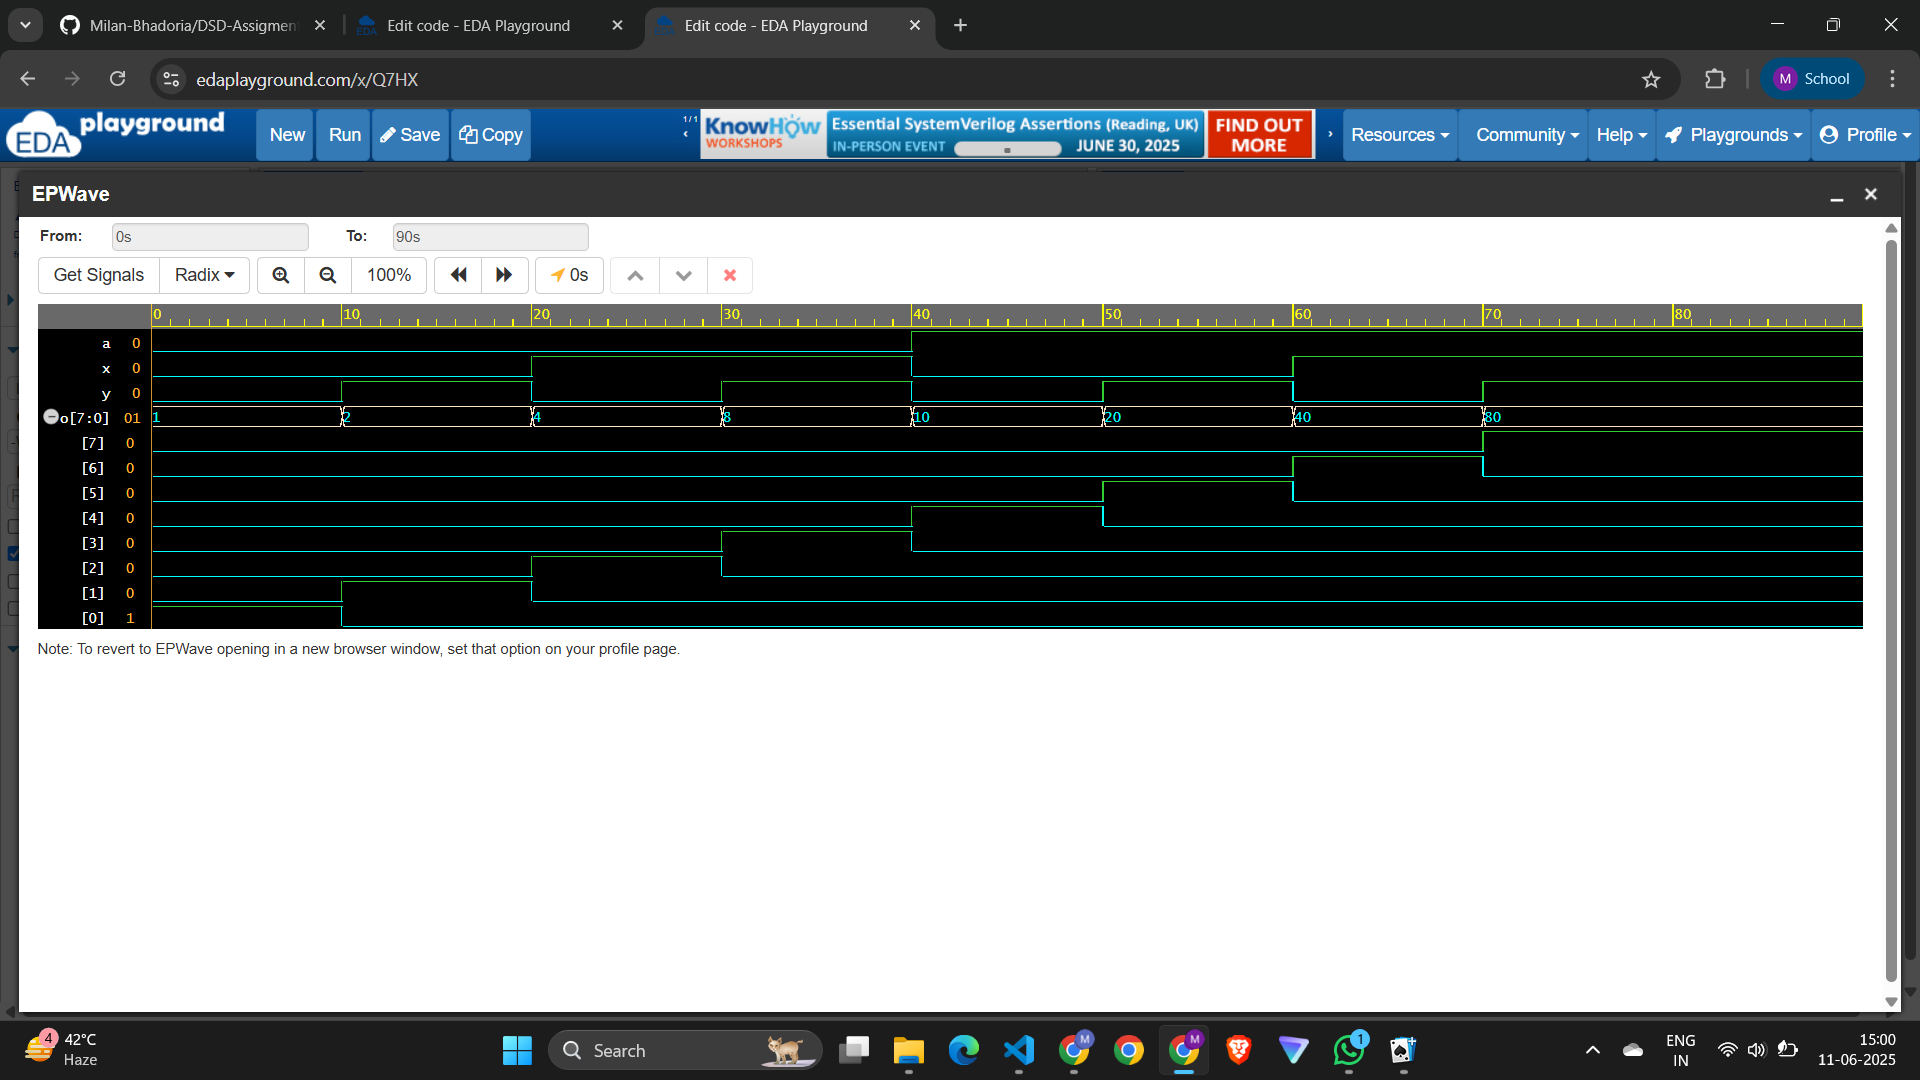 Milan-Bhadoria/DSD-Assigmen
Edit code - EDA Playground
Edit code - EDA Playground
edaplayground.com/x/Q7HX
M School
EDA playground
New Run Save Copy
1/1
KnowHow WORKSHOPS
Essential SystemVerilog Assertions (Reading, UK)
IN-PERSON EVENT JUNE 30, 2025
FIND OUT MORE
Resources Community Help Playgrounds Profile
EPWave
From: 0s To: 90s
Get Signals Radix 100% 0s
0 10 20 30 40 50 60 70 80
a 0
x 0
y 0
o[7:0] 01 1 2 4 8 10 20 40 80
[7] 0
[6] 0
[5] 0
[4] 0
[3] 0
[2] 0
[1] 0
[0] 1
Note: To revert to EPWave opening in a new browser window, set that option on your profile page.
4 42°C
Haze
Search
M
M
1
ENG
IN
15:00
11-06-2025